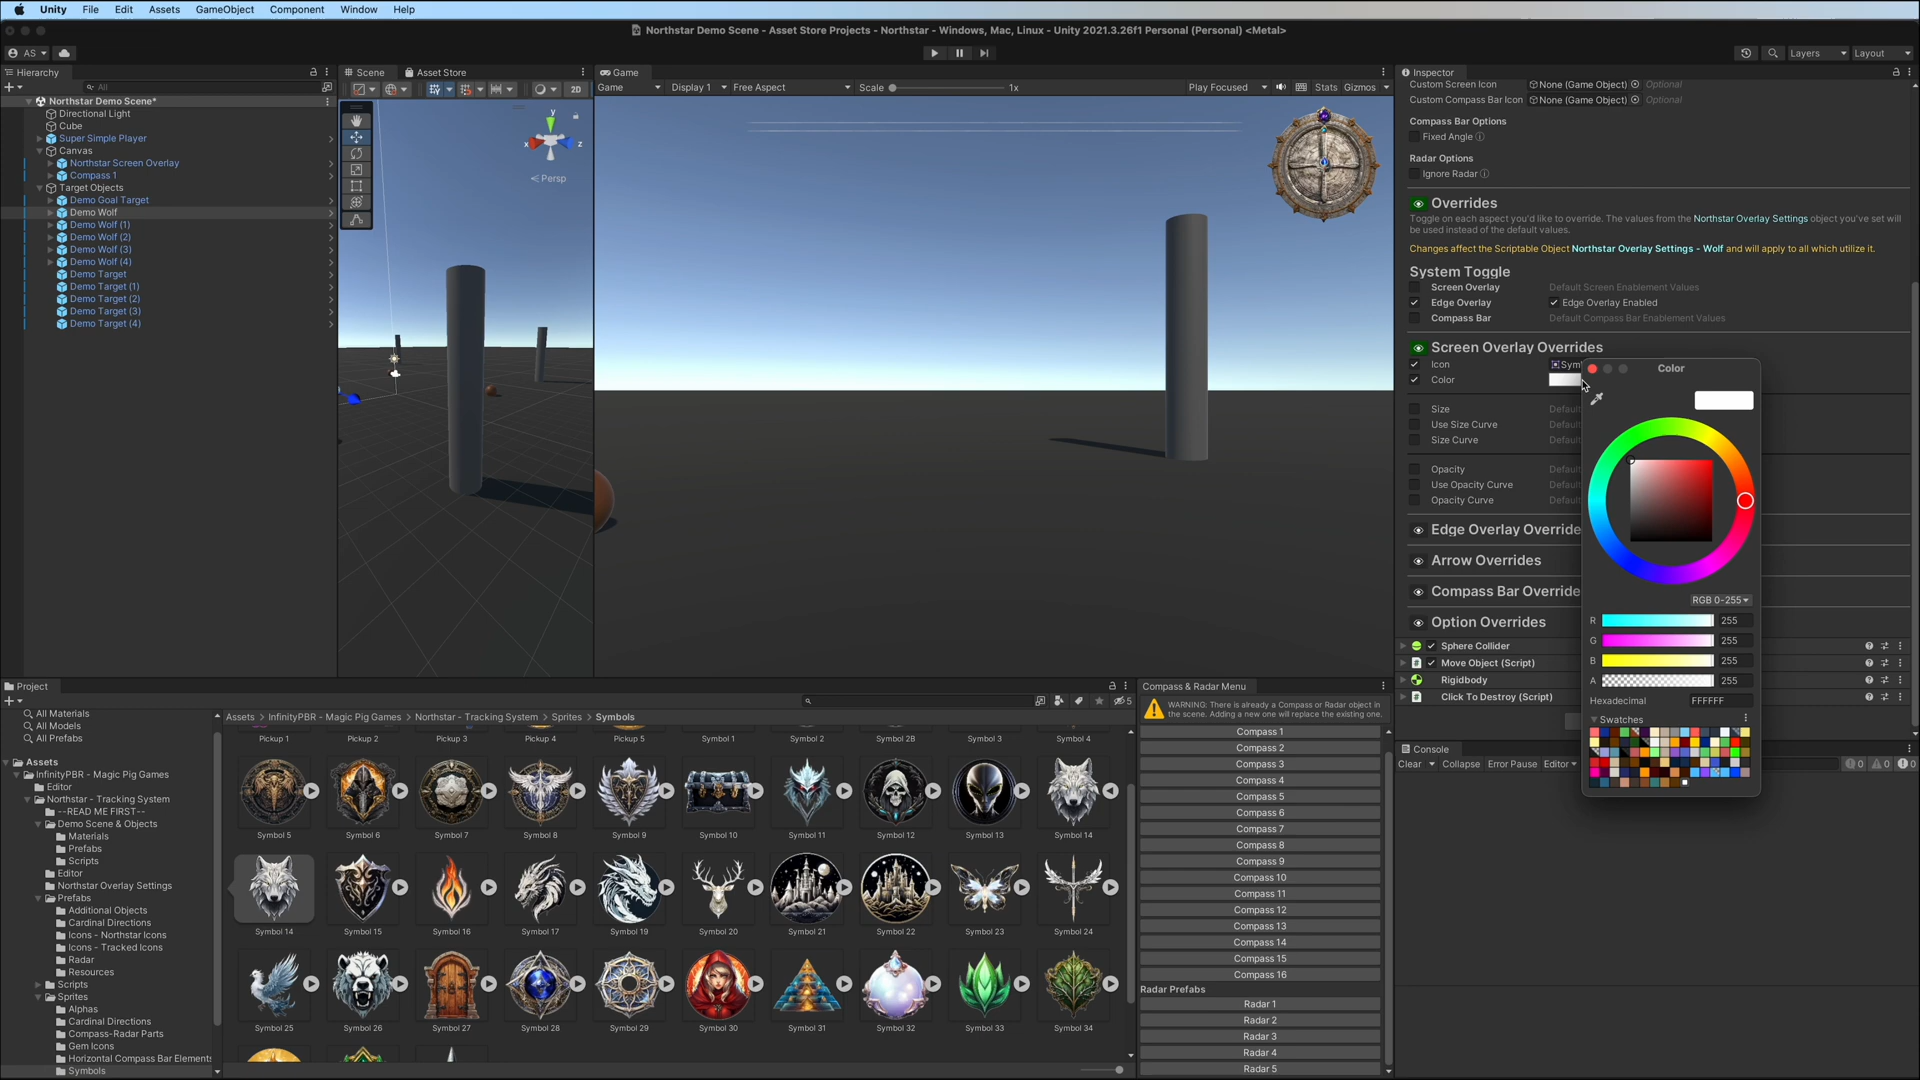 Unity File Edit Assets GameObject Component Window Help
Northstar Demo Scene - Asset Store Projects - Northstar - Windows, Mac, Linux - Unity 2021.3.26f1 Personal (Personal) <Metal>
AS
Layers Layout
Hierarchy
All
Northstar Demo Scene*
Directional Light
Cube
Super Simple Player
Canvas
Northstar Screen Overlay
Compass 1
Target Objects
Demo Goal Target
Demo Wolf
Demo Wolf (1)
Demo Wolf (2)
Demo Wolf (3)
Demo Wolf (4)
Demo Target
Demo Target (1)
Demo Target (2)
Demo Target (3)
Demo Target (4)
Scene Asset Store
2D
y
x z
Persp
Game
Game Display 1 Free Aspect Scale 1x Play Focused Stats Gizmos
Inspector
Custom Screen Icon None (Game Object) Optional
Custom Compass Bar Icon None (Game Object) Optional
Compass Bar Options
Fixed Angle
Radar Options
Ignore Radar
Overrides
Toggle on each aspect you'd like to override. The values from the Northstar Overlay Settings object you've set will
be used instead of the default values.
Changes affect the Scriptable Object Northstar Overlay Settings - Wolf and will apply to all which utilize it.
System Toggle
Screen Overlay Default Screen Enablement Values
Edge Overlay Edge Overlay Enabled
Compass Bar Default Compass Bar Enablement Values
Screen Overlay Overrides
Icon Sym
Color
Size Default
Use Size Curve Default
Size Curve Default
Opacity Default
Use Opacity Curve Default
Opacity Curve Default
Edge Overlay Override
Arrow Overrides
Compass Bar Override
Option Overrides
Sphere Collider
Move Object (Script)
Rigidbody
Click To Destroy (Script)
Color
RGB 0-255
R 255
G 255
B 255
A 255
Hexadecimal FFFFFF
Swatches
Console
Clear Collapse Error Pause Editor 0 0 0
Project
5
All Materials
All Models
All Prefabs
Assets
InfinityPBR - Magic Pig Games
Editor
Northstar - Tracking System
--READ ME FIRST--
Demo Scene & Objects
Materials
Prefabs
Scripts
Editor
Northstar Overlay Settings
Prefabs
Additional Objects
Cardinal Directions
Icons - Northstar Icons
Icons - Tracked Icons
Radar
Resources
Scripts
Sprites
Alphas
Cardinal Directions
Compass-Radar Parts
Gem Icons
Horizontal Compass Bar Elements
Symbols
Assets > InfinityPBR - Magic Pig Games > Northstar - Tracking System > Sprites > Symbols
Pickup 1 Pickup 2 Pickup 3 Pickup 4 Pickup 5 Symbol 1 Symbol 2 Symbol 2B Symbol 3 Symbol 4
Symbol 5 Symbol 6 Symbol 7 Symbol 8 Symbol 9 Symbol 10 Symbol 11 Symbol 12 Symbol 13 Symbol 14
Symbol 14 Symbol 15 Symbol 16 Symbol 17 Symbol 19 Symbol 20 Symbol 21 Symbol 22 Symbol 23 Symbol 24
Symbol 25 Symbol 26 Symbol 27 Symbol 28 Symbol 29 Symbol 30 Symbol 31 Symbol 32 Symbol 33 Symbol 34
Compass & Radar Menu
WARNING: There is already a Compass or Radar object in
the scene. Adding a new one will replace the existing one.
Compass 1
Compass 2
Compass 3
Compass 4
Compass 5
Compass 6
Compass 7
Compass 8
Compass 9
Compass 10
Compass 11
Compass 12
Compass 13
Compass 14
Compass 15
Compass 16
Radar Prefabs
Radar 1
Radar 2
Radar 3
Radar 4
Radar 5